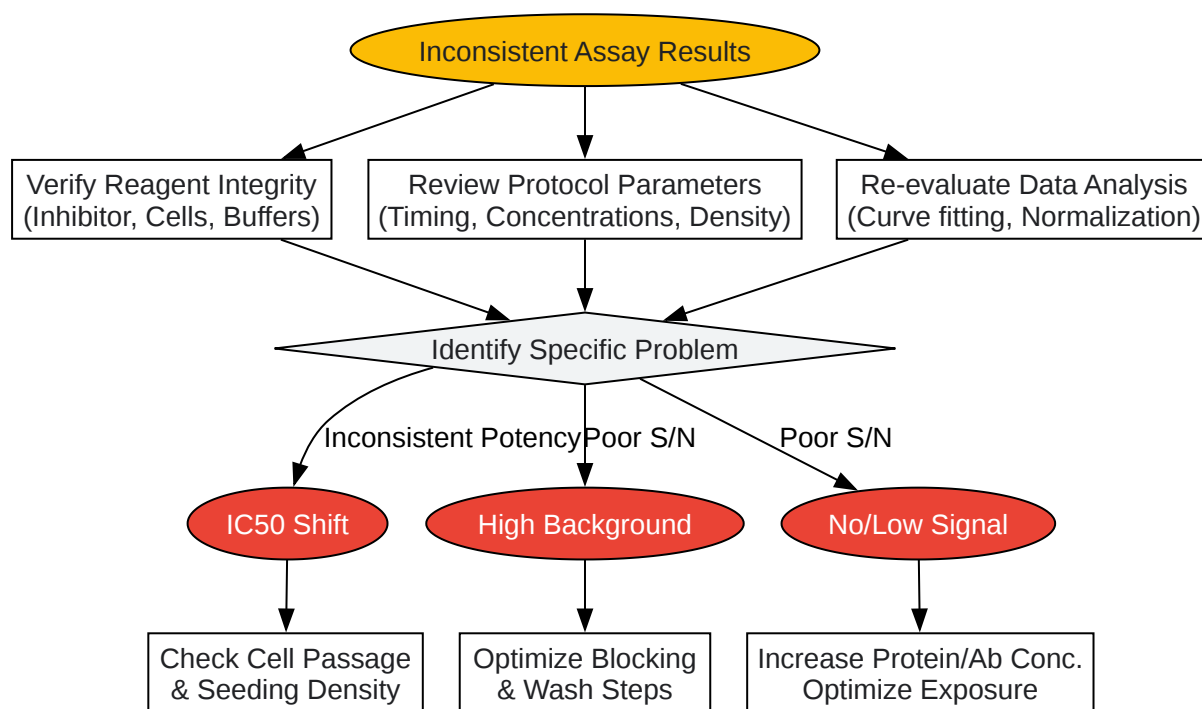 Inconsistent Assay Results
Verify Reagent Integrity
(Inhibitor, Cells, Buffers)
Review Protocol Parameters
(Timing, Concentrations, Density)
Re-evaluate Data Analysis
(Curve fitting, Normalization)
Identify Specific Problem
Inconsistent Potency
Poor S/N
Poor S/N
IC50 Shift
High Background
No/Low Signal
Check Cell Passage
& Seeding Density
Optimize Blocking
& Wash Steps
Increase Protein/Ab Conc.
Optimize Exposure